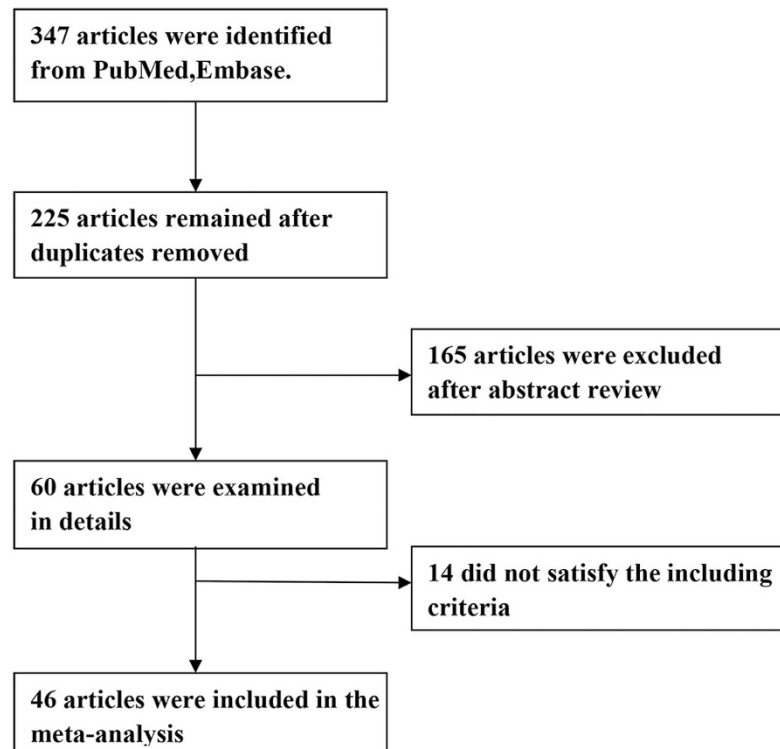 347 articles were identified
from PubMed,Embase.
225 articles remained after
duplicates removed
165 articles were excluded
after abstract review
60 articles were examined
in details
14 did not satisfy the including
criteria
46 articles were included in the
meta-analysis